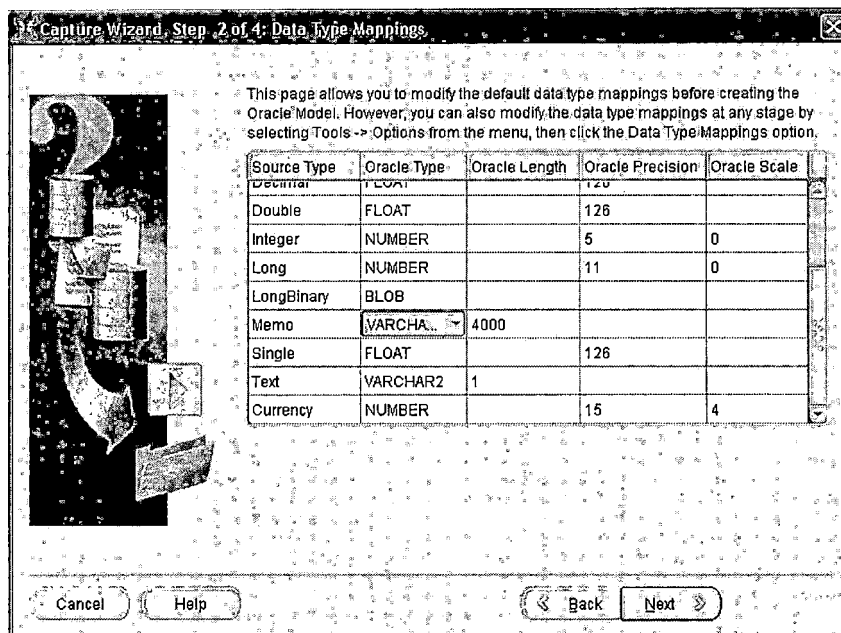 Capture Wizard, Step 2 of 4: Data Type Mappings
This page allows you to modify the default data type mappings before creating the
Oracle Model. However, you can also modify the data type mappings at any stage by
selecting Tools -> Options from the menu, then click the Data Type Mappings option.
Source Type Oracle Type Oracle Length Oracle Precision Oracle Scale
Decimal FLOAT 126
Double FLOAT 126
Integer NUMBER 5 0
Long NUMBER 11 0
LongBinary BLOB
Memo VARCHA... 4000
Single FLOAT 126
Text VARCHAR2 1
Currency NUMBER 15 4
Cancel Help Back Next